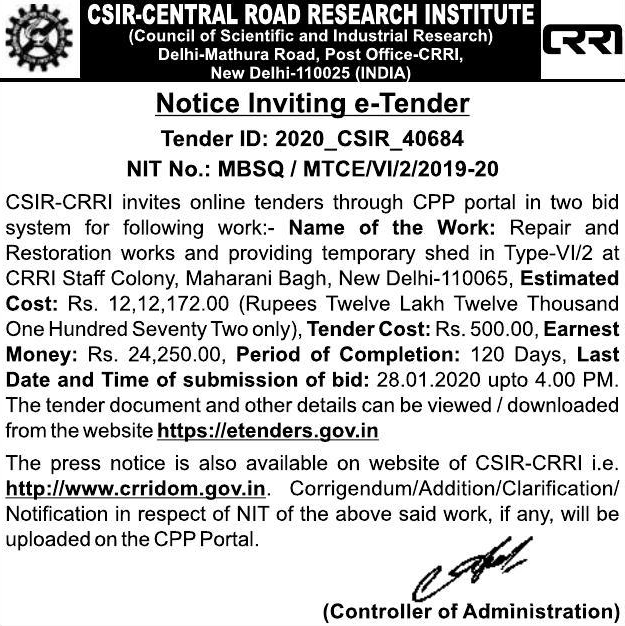 CSIR-CENTRAL ROAD RESEARCH INSTITUTE
(Council of Scientific and Industrial Research)
Delhi-Mathura Road, Post Office-CRRI,
New Delhi-110025 (INDIA)
CRRI
Notice Inviting e-Tender
Tender ID: 2020_CSIR_40684
NIT No.: MBSQ / MTCE/VI/2/2019-20
CSIR-CRRI invites online tenders through CPP portal in two bid
system for following work:- Name of the Work: Repair and
Restoration works and providing temporary shed in Type-VI/2 at
CRRI Staff Colony, Maharani Bagh, New Delhi-110065, Estimated
Cost: Rs. 12,12,172.00 (Rupees Twelve Lakh Twelve Thousand
One Hundred Seventy Two only), Tender Cost: Rs. 500.00, Earnest
Money: Rs. 24,250.00, Period of Completion: 120 Days, Last
Date and Time of submission of bid: 28.01.2020 upto 4.00 PM.
The tender document and other details can be viewed / downloaded
from the website https://etenders.gov.in
The press notice is also available on website of CSIR-CRRI i.e.
http://www.crridom.gov.in. Corrigendum/Addition/Clarification/
Notification in respect of NIT of the above said work, if any, will be
uploaded on the CPP Portal.
(Controller of Administration)